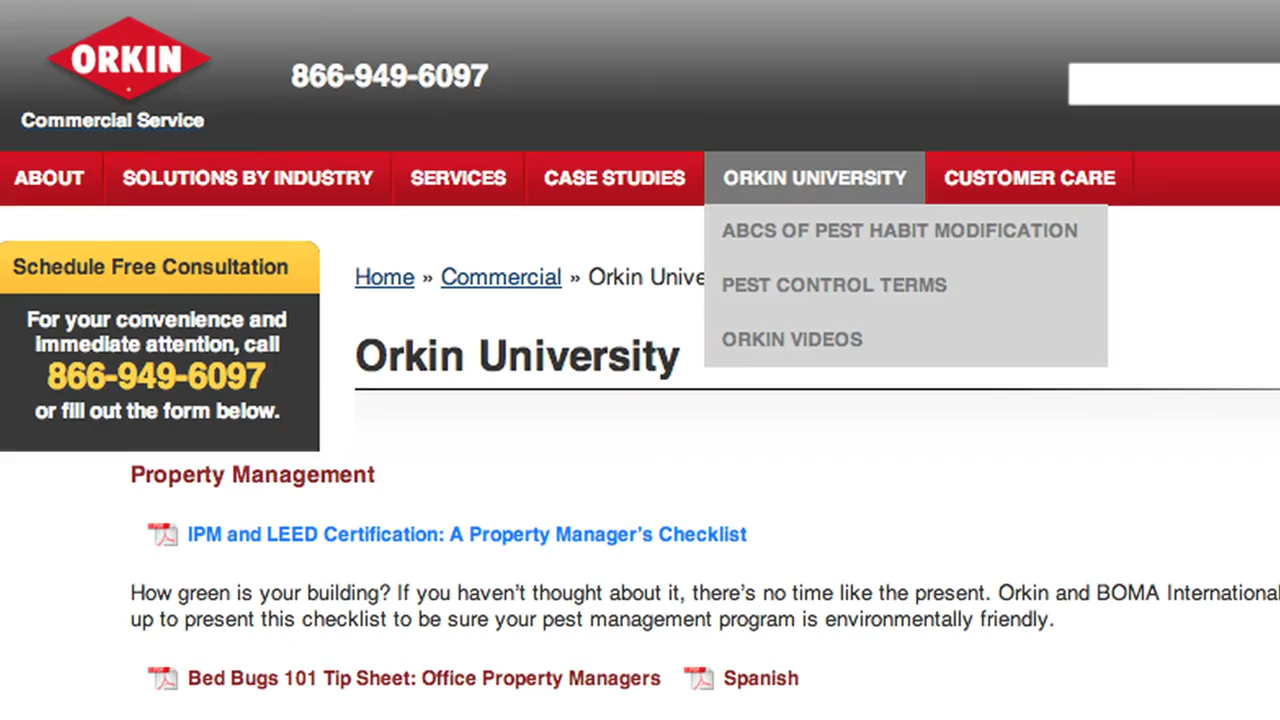 ORKIN
Commercial Service
866-949-6097
ABOUT SOLUTIONS BY INDUSTRY SERVICES CASE STUDIES ORKIN UNIVERSITY CUSTOMER CARE
ABCS OF PEST HABIT MODIFICATION
PEST CONTROL TERMS
ORKIN VIDEOS
Schedule Free Consultation
For your convenience and
immediate attention, call
866-949-6097
or fill out the form below.
Home » Commercial » Orkin Unive
Orkin University
Property Management
IPM and LEED Certification: A Property Manager’s Checklist
How green is your building? If you haven’t thought about it, there’s no time like the present. Orkin and BOMA International
up to present this checklist to be sure your pest management program is environmentally friendly.
Bed Bugs 101 Tip Sheet: Office Property Managers Spanish